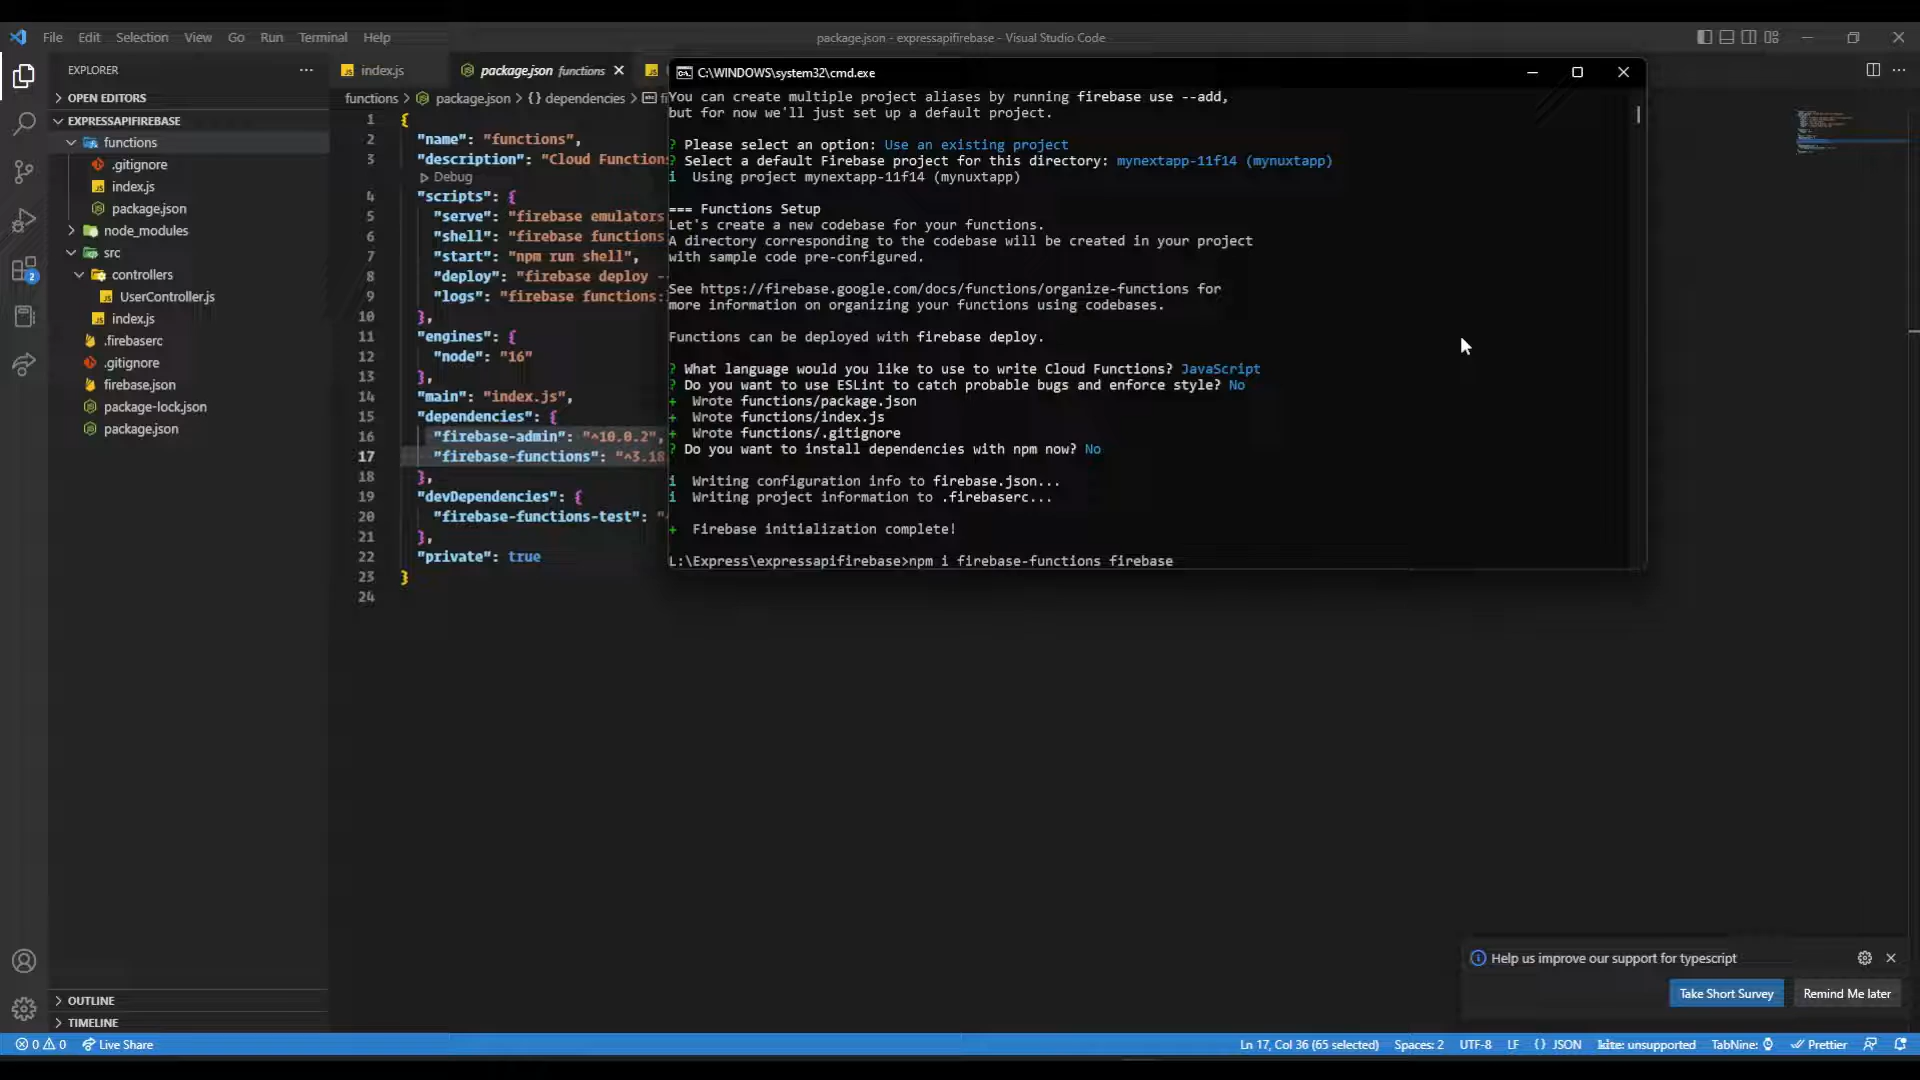 File Edit Selection View Go Run Terminal Help
package.json - expressapifirebase - Visual Studio Code
EXPLORER
OPEN EDITORS
EXPRESSAPIFIREBASE
functions
.gitignore
index.js
package.json
node_modules
src
controllers
UserController.js
index.js
.firebaserc
.gitignore
firebase.json
package-lock.json
package.json
OUTLINE
TIMELINE
2
index.js
package.json functions
functions > package.json > {} dependencies >
1 {
2 "name": "functions",
3 "description": "Cloud Function
Debug
4 "scripts": {
5 "serve": "firebase emulators
6 "shell": "firebase functions
7 "start": "npm run shell",
8 "deploy": "firebase deploy -
9 "logs": "firebase functions:
10 },
11 "engines": {
12 "node": "16"
13 },
14 "main": "index.js",
15 "dependencies": {
16 "firebase-admin": "^10.0.2",
17 "firebase-functions": "^3.18
18 },
19 "devDependencies": {
20 "firebase-functions-test": "
21 },
22 "private": true
23 }
24
C:\WINDOWS\system32\cmd.exe
You can create multiple project aliases by running firebase use --add,
but for now we'll just set up a default project.
? Please select an option: Use an existing project
? Select a default Firebase project for this directory: mynextapp-11f14 (mynuxtapp)
i Using project mynextapp-11f14 (mynuxtapp)
=== Functions Setup
Let's create a new codebase for your functions.
A directory corresponding to the codebase will be created in your project
with sample code pre-configured.
See https://firebase.google.com/docs/functions/organize-functions for
more information on organizing your functions using codebases.
Functions can be deployed with firebase deploy.
? What language would you like to use to write Cloud Functions? JavaScript
? Do you want to use ESLint to catch probable bugs and enforce style? No
+ Wrote functions/package.json
+ Wrote functions/index.js
+ Wrote functions/.gitignore
? Do you want to install dependencies with npm now? No
i Writing configuration info to firebase.json...
i Writing project information to .firebaserc...
+ Firebase initialization complete!
L:\Express\expressapifirebase>npm i firebase-functions firebase
Help us improve our support for typescript
Take Short Survey
Remind Me later
0 0 Live Share
Ln 17, Col 36 (65 selected) Spaces: 2 UTF-8 LF {} JSON kite: unsupported TabNine: Prettier